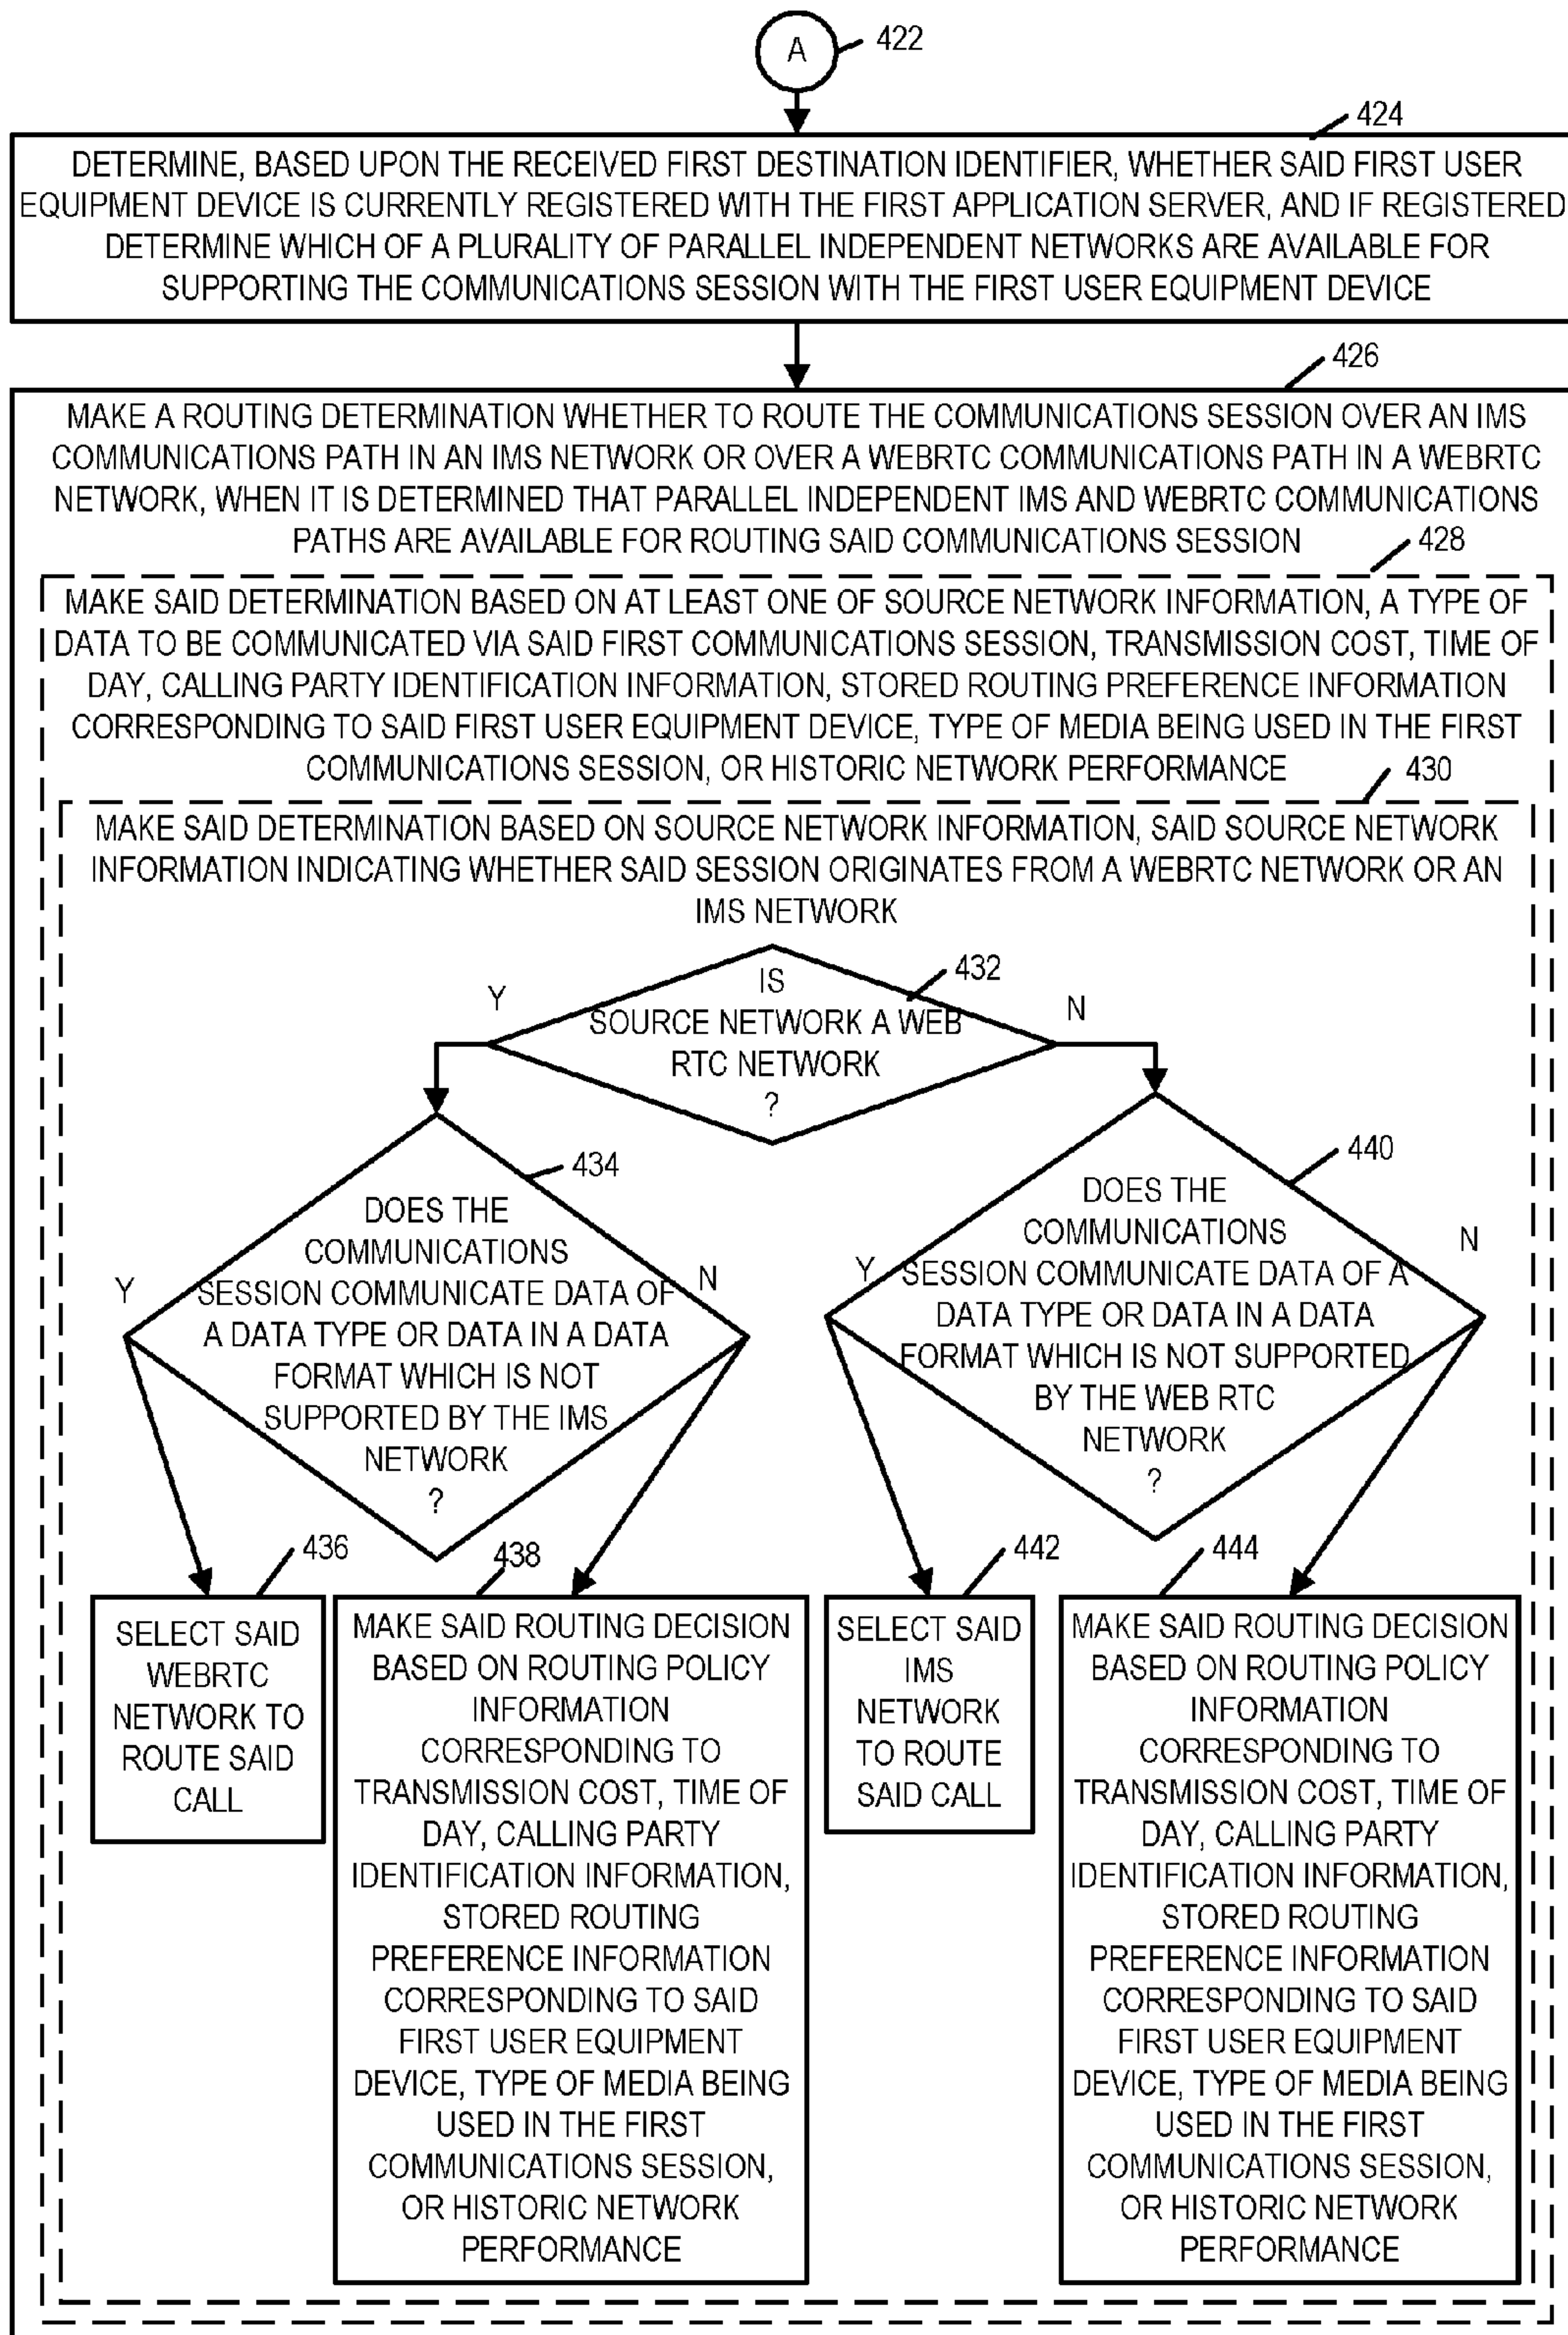 A
422
424
DETERMINE, BASED UPON THE RECEIVED FIRST DESTINATION IDENTIFIER, WHETHER SAID FIRST USER
EQUIPMENT DEVICE IS CURRENTLY REGISTERED WITH THE FIRST APPLICATION SERVER, AND IF REGISTERED
DETERMINE WHICH OF A PLURALITY OF PARALLEL INDEPENDENT NETWORKS ARE AVAILABLE FOR
SUPPORTING THE COMMUNICATIONS SESSION WITH THE FIRST USER EQUIPMENT DEVICE
426
MAKE A ROUTING DETERMINATION WHETHER TO ROUTE THE COMMUNICATIONS SESSION OVER AN IMS
COMMUNICATIONS PATH IN AN IMS NETWORK OR OVER A WEBRTC COMMUNICATIONS PATH IN A WEBRTC
NETWORK, WHEN IT IS DETERMINED THAT PARALLEL INDEPENDENT IMS AND WEBRTC COMMUNICATIONS
PATHS ARE AVAILABLE FOR ROUTING SAID COMMUNICATIONS SESSION
428
MAKE SAID DETERMINATION BASED ON AT LEAST ONE OF SOURCE NETWORK INFORMATION, A TYPE OF
DATA TO BE COMMUNICATED VIA SAID FIRST COMMUNICATIONS SESSION, TRANSMISSION COST, TIME OF
DAY, CALLING PARTY IDENTIFICATION INFORMATION, STORED ROUTING PREFERENCE INFORMATION
CORRESPONDING TO SAID FIRST USER EQUIPMENT DEVICE, TYPE OF MEDIA BEING USED IN THE FIRST
COMMUNICATIONS SESSION, OR HISTORIC NETWORK PERFORMANCE
430
MAKE SAID DETERMINATION BASED ON SOURCE NETWORK INFORMATION, SAID SOURCE NETWORK
INFORMATION INDICATING WHETHER SAID SESSION ORIGINATES FROM A WEBRTC NETWORK OR AN
IMS NETWORK
432
Y
IS
SOURCE NETWORK A WEB
RTC NETWORK
?
N
434
DOES THE
COMMUNICATIONS
SESSION COMMUNICATE DATA OF
A DATA TYPE OR DATA IN A DATA
FORMAT WHICH IS NOT
SUPPORTED BY THE IMS
NETWORK
?
Y
N
440
DOES THE
COMMUNICATIONS
SESSION COMMUNICATE DATA OF A
DATA TYPE OR DATA IN A DATA
FORMAT WHICH IS NOT SUPPORTED
BY THE WEB RTC
NETWORK
?
Y
N
436
SELECT SAID
WEBRTC
NETWORK TO
ROUTE SAID
CALL
438
MAKE SAID ROUTING DECISION
BASED ON ROUTING POLICY
INFORMATION
CORRESPONDING TO
TRANSMISSION COST, TIME OF
DAY, CALLING PARTY
IDENTIFICATION INFORMATION,
STORED ROUTING
PREFERENCE INFORMATION
CORRESPONDING TO SAID
FIRST USER EQUIPMENT
DEVICE, TYPE OF MEDIA BEING
USED IN THE FIRST
COMMUNICATIONS SESSION,
OR HISTORIC NETWORK
PERFORMANCE
442
SELECT SAID
IMS
NETWORK
TO ROUTE
SAID CALL
444
MAKE SAID ROUTING DECISION
BASED ON ROUTING POLICY
INFORMATION
CORRESPONDING TO
TRANSMISSION COST, TIME OF
DAY, CALLING PARTY
IDENTIFICATION INFORMATION,
STORED ROUTING
PREFERENCE INFORMATION
CORRESPONDING TO SAID
FIRST USER EQUIPMENT
DEVICE, TYPE OF MEDIA BEING
USED IN THE FIRST
COMMUNICATIONS SESSION,
OR HISTORIC NETWORK
PERFORMANCE